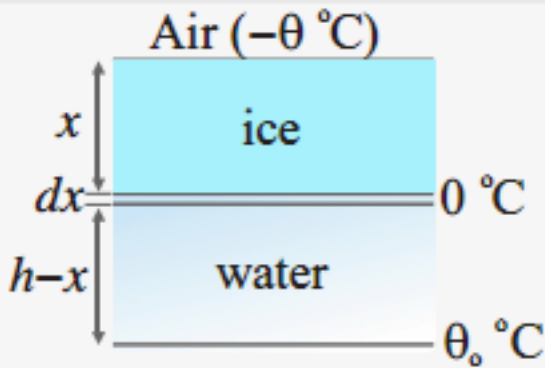 Air (−θ °C)
x
ice
dx
0 °C
h−x
water
θ₀ °C